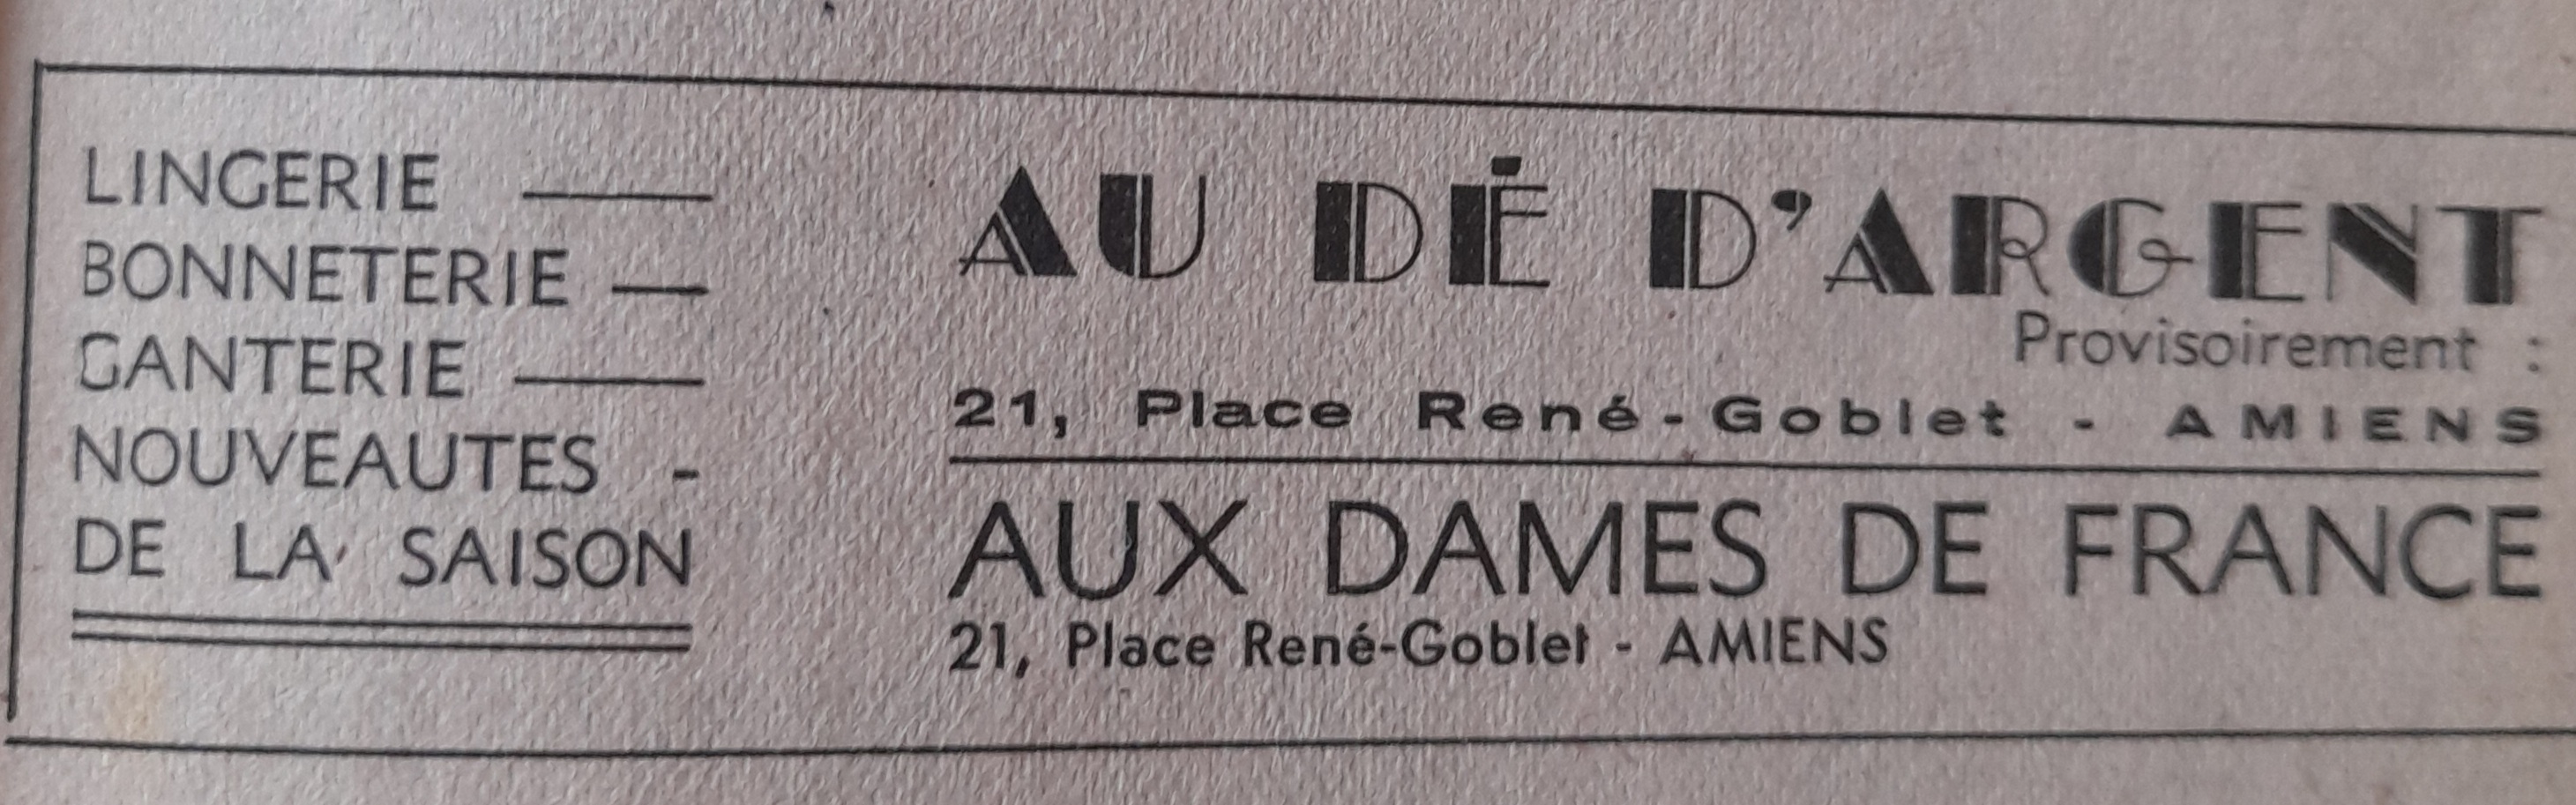 LINGERIE ——
BONNETERIE —
GANTERIE ——
NOUVEAUTES -
DE LA SAISON
AU DÉ D'ARGENT
Provisoirement :
21, Place René-Goblet - AMIENS
AUX DAMES DE FRANCE
21, Place René-Goblet - AMIENS